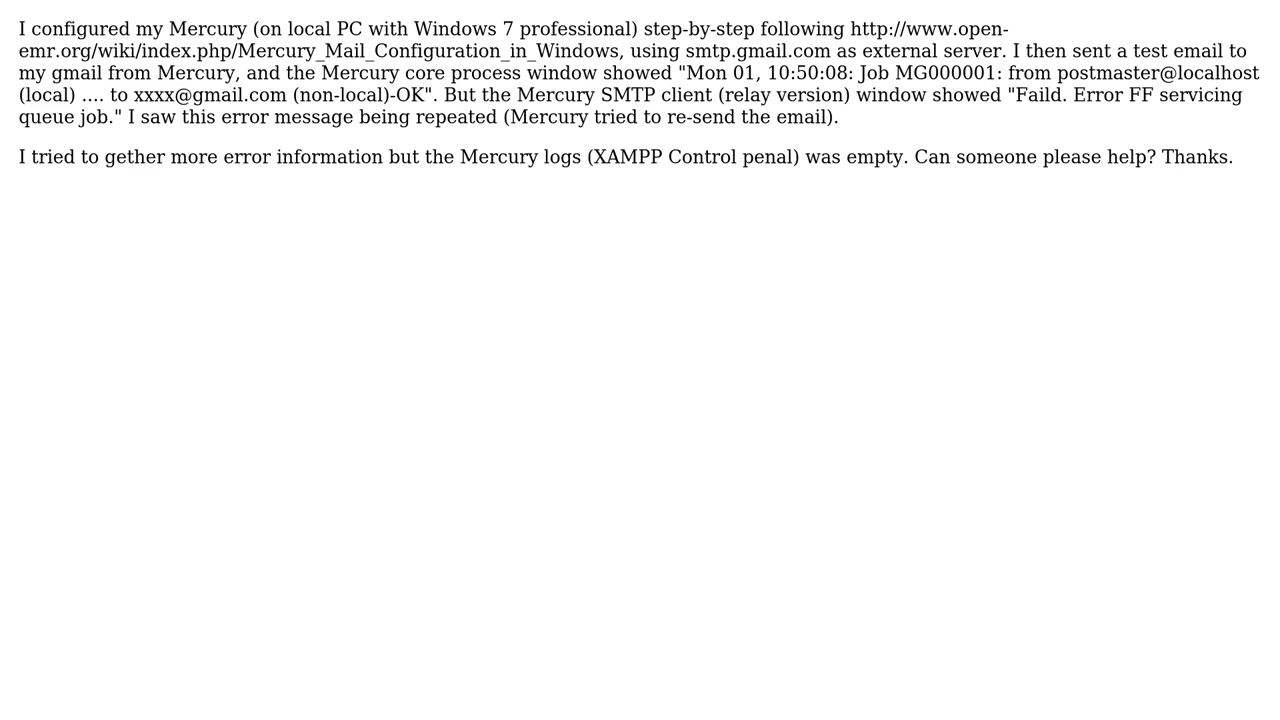 I configured my Mercury (on local PC with Windows 7 professional) step-by-step following http://www.open-
emr.org/wiki/index.php/Mercury_Mail_Configuration_in_Windows, using smtp.gmail.com as external server. I then sent a test email to
my gmail from Mercury, and the Mercury core process window showed "Mon 01, 10:50:08: Job MG000001: from postmaster@localhost
(local) .... to xxxx@gmail.com (non-local)-OK". But the Mercury SMTP client (relay version) window showed "Faild. Error FF servicing
queue job." I saw this error message being repeated (Mercury tried to re-send the email).
I tried to gether more error information but the Mercury logs (XAMPP Control penal) was empty. Can someone please help? Thanks.